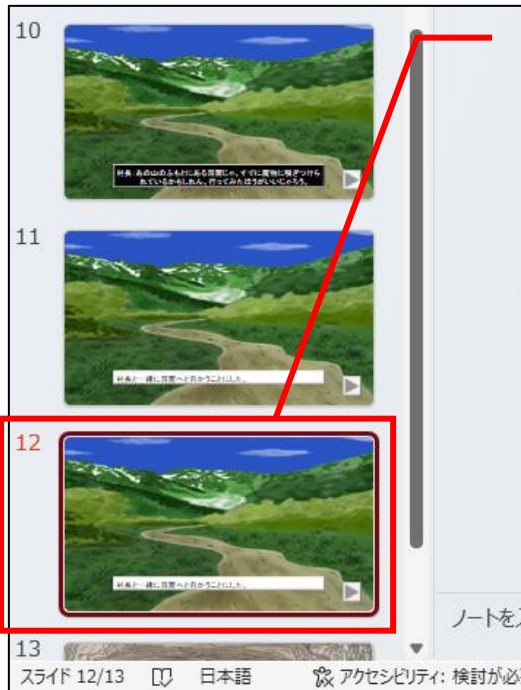 10
村長:あの山のふもとにある洞窟じゃ。すでに魔物に嗅ぎつけら
れているかもしれん、行ってみたほうがいいじゃろう。
11
村長と一緒に洞窟へと向かうことにした。
12
村長と一緒に洞窟へと向かうことにした。
13
ノートを
スライド 12/13 日本語 アクセシビリティ: 検討が必